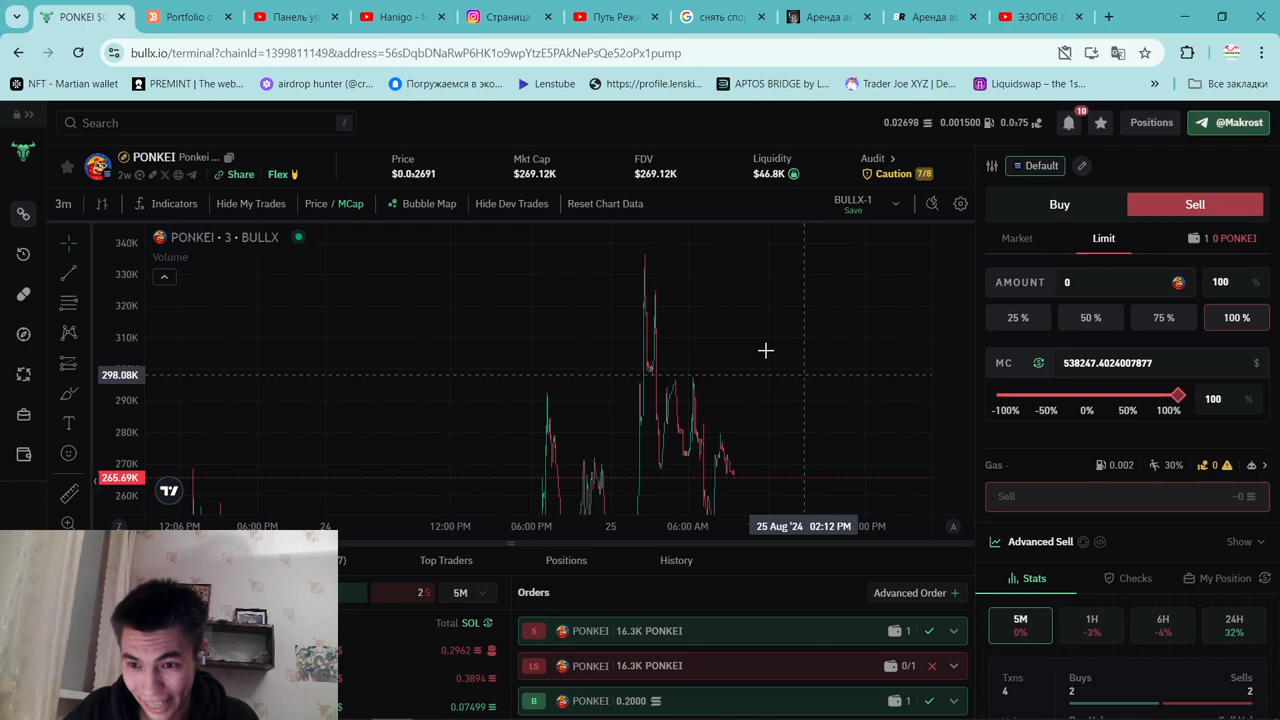 PONKEI $0
Portfolio o
Панель уп
Hanigo - М
Страница
Путь Режи
снять спор
Аренда ав
Аренда ав
ЭЗОПОВ &
bullx.io/terminal?chainId=1399811149&address=56sDqbDNaRwP6HK1o9wpYtzE5PAkNePsQe52oPx1pump
NFT - Martian wallet
PREMINT | The web...
airdrop hunter (@cr...
Погружаемся в эко...
Lenstube
https://profile.lenski...
APTOS BRIDGE by L...
Trader Joe XYZ | De...
Liquidswap – the 1s...
»
Все закладки
Search
/
0.02698
0.001500
0.0₂75
10
Positions
@Makrost
PONKEI Ponkei ...
2w
Share
Flex
Price
$0.0₃2691
Mkt Cap
$269.12K
FDV
$269.12K
Liquidity
$46.8K
Audit
Caution 7/8
Default
3m
Indicators
Hide My Trades
Price / MCap
Bubble Map
Hide Dev Trades
Reset Chart Data
BULLX-1
Save
Buy
Sell
Market
Limit
1 0 PONKEI
PONKEI · 3 · BULLX
Volume
340K
330K
320K
310K
298.08K
290K
280K
270K
265.69K
260K
AMOUNT 0
100 %
25 %
50 %
75 %
100 %
MC
538247.4024007877 $
-100%
-50%
0%
50%
100%
100 %
Gas -
0.002
30%
0
Sell
~0
Z
12:06 PM
06:00 PM
24
12:00 PM
06:00 PM
25
06:00 AM
25 Aug '24 02:12 PM
:00 PM
A
Advanced Sell
Show
7)
Top Traders
Positions
History
Stats
Checks
My Position
2
5M
Orders
Advanced Order +
Total SOL
0.2962
0.3894
0.07499
S PONKEI 16.3K PONKEI 1
LS PONKEI 16.3K PONKEI 0/1
B PONKEI 0.2000 1
5M
0%
1H
-3%
6H
-4%
24H
32%
Txns
4
Buys
2
Sells
2